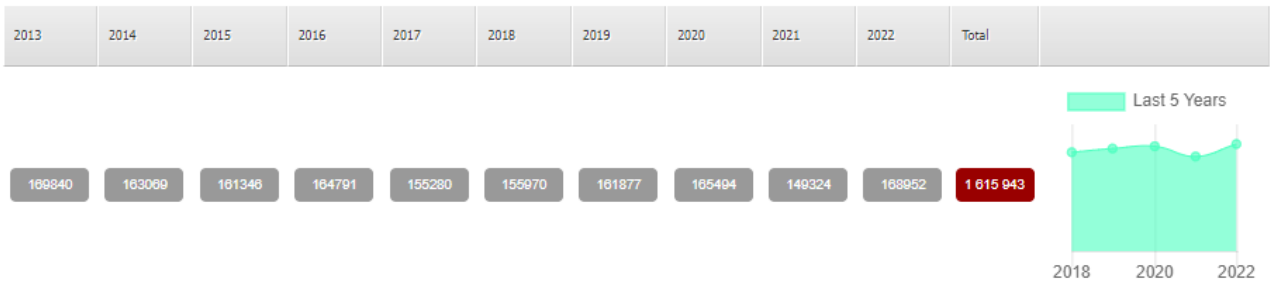 2013 2014 2015 2016 2017 2018 2019 2020 2021 2022 Total
Last 5 Years
169840 163069 161346 164791 155280 155970 161877 165494 149324 168952 1 615 943
2018 2020 2022